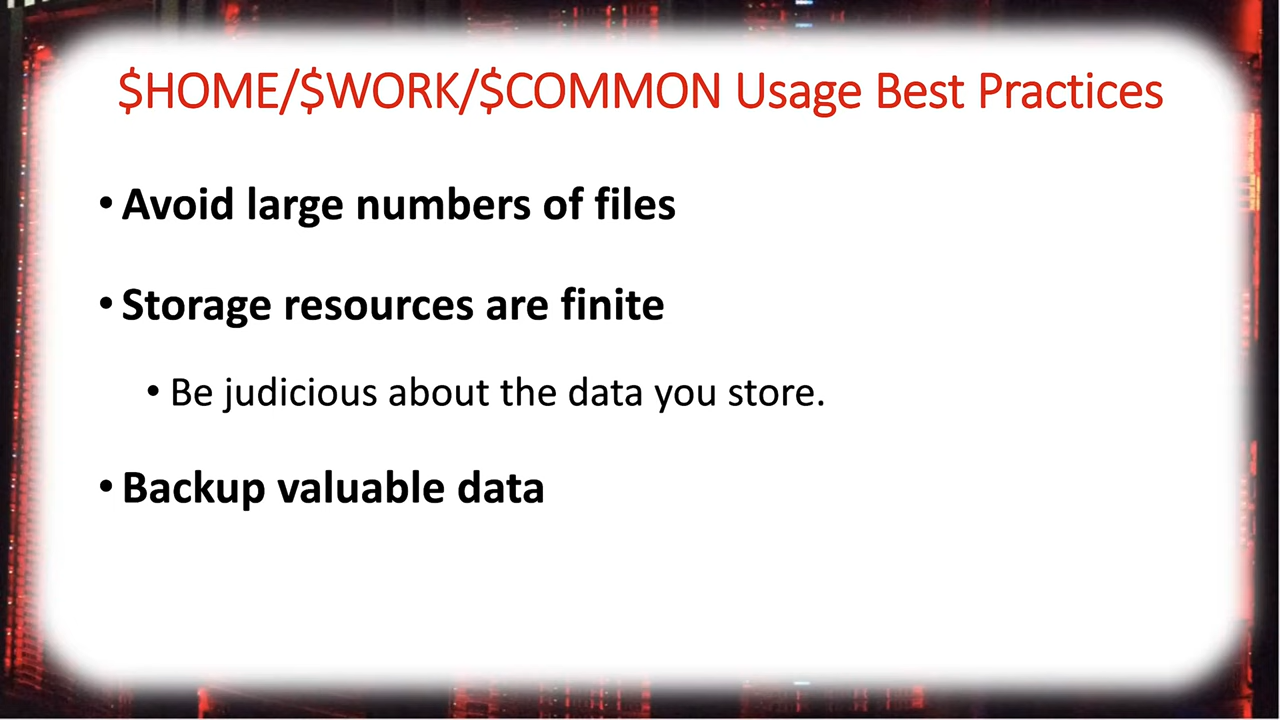 $HOME/$WORK/$COMMON Usage Best Practices
• Avoid large numbers of files
• Storage resources are finite
• Be judicious about the data you store.
• Backup valuable data